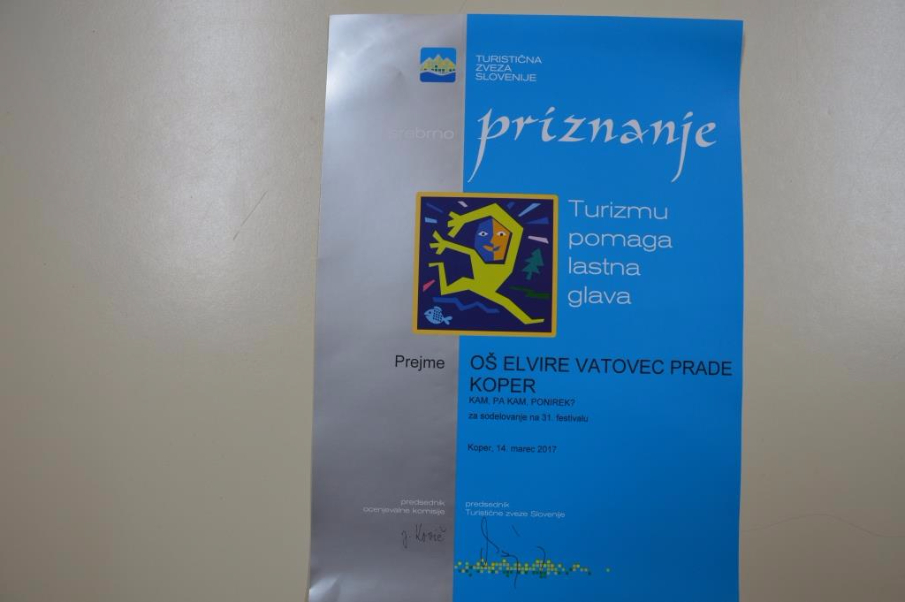 TURISTIČNA
ZVEZA
SLOVENIJE
srebrno priznanje
Turizmu
pomaga
lastna
glava
Prejme OŠ ELVIRE VATOVEC PRADE
KOPER
KAM, PA KAM, PONIREK?
za sodelovanje na 31. festivalu
Koper, 14. marec 2017
predsednik
ocenjevalne komisije
predsednik
Turistične zveze Slovenije